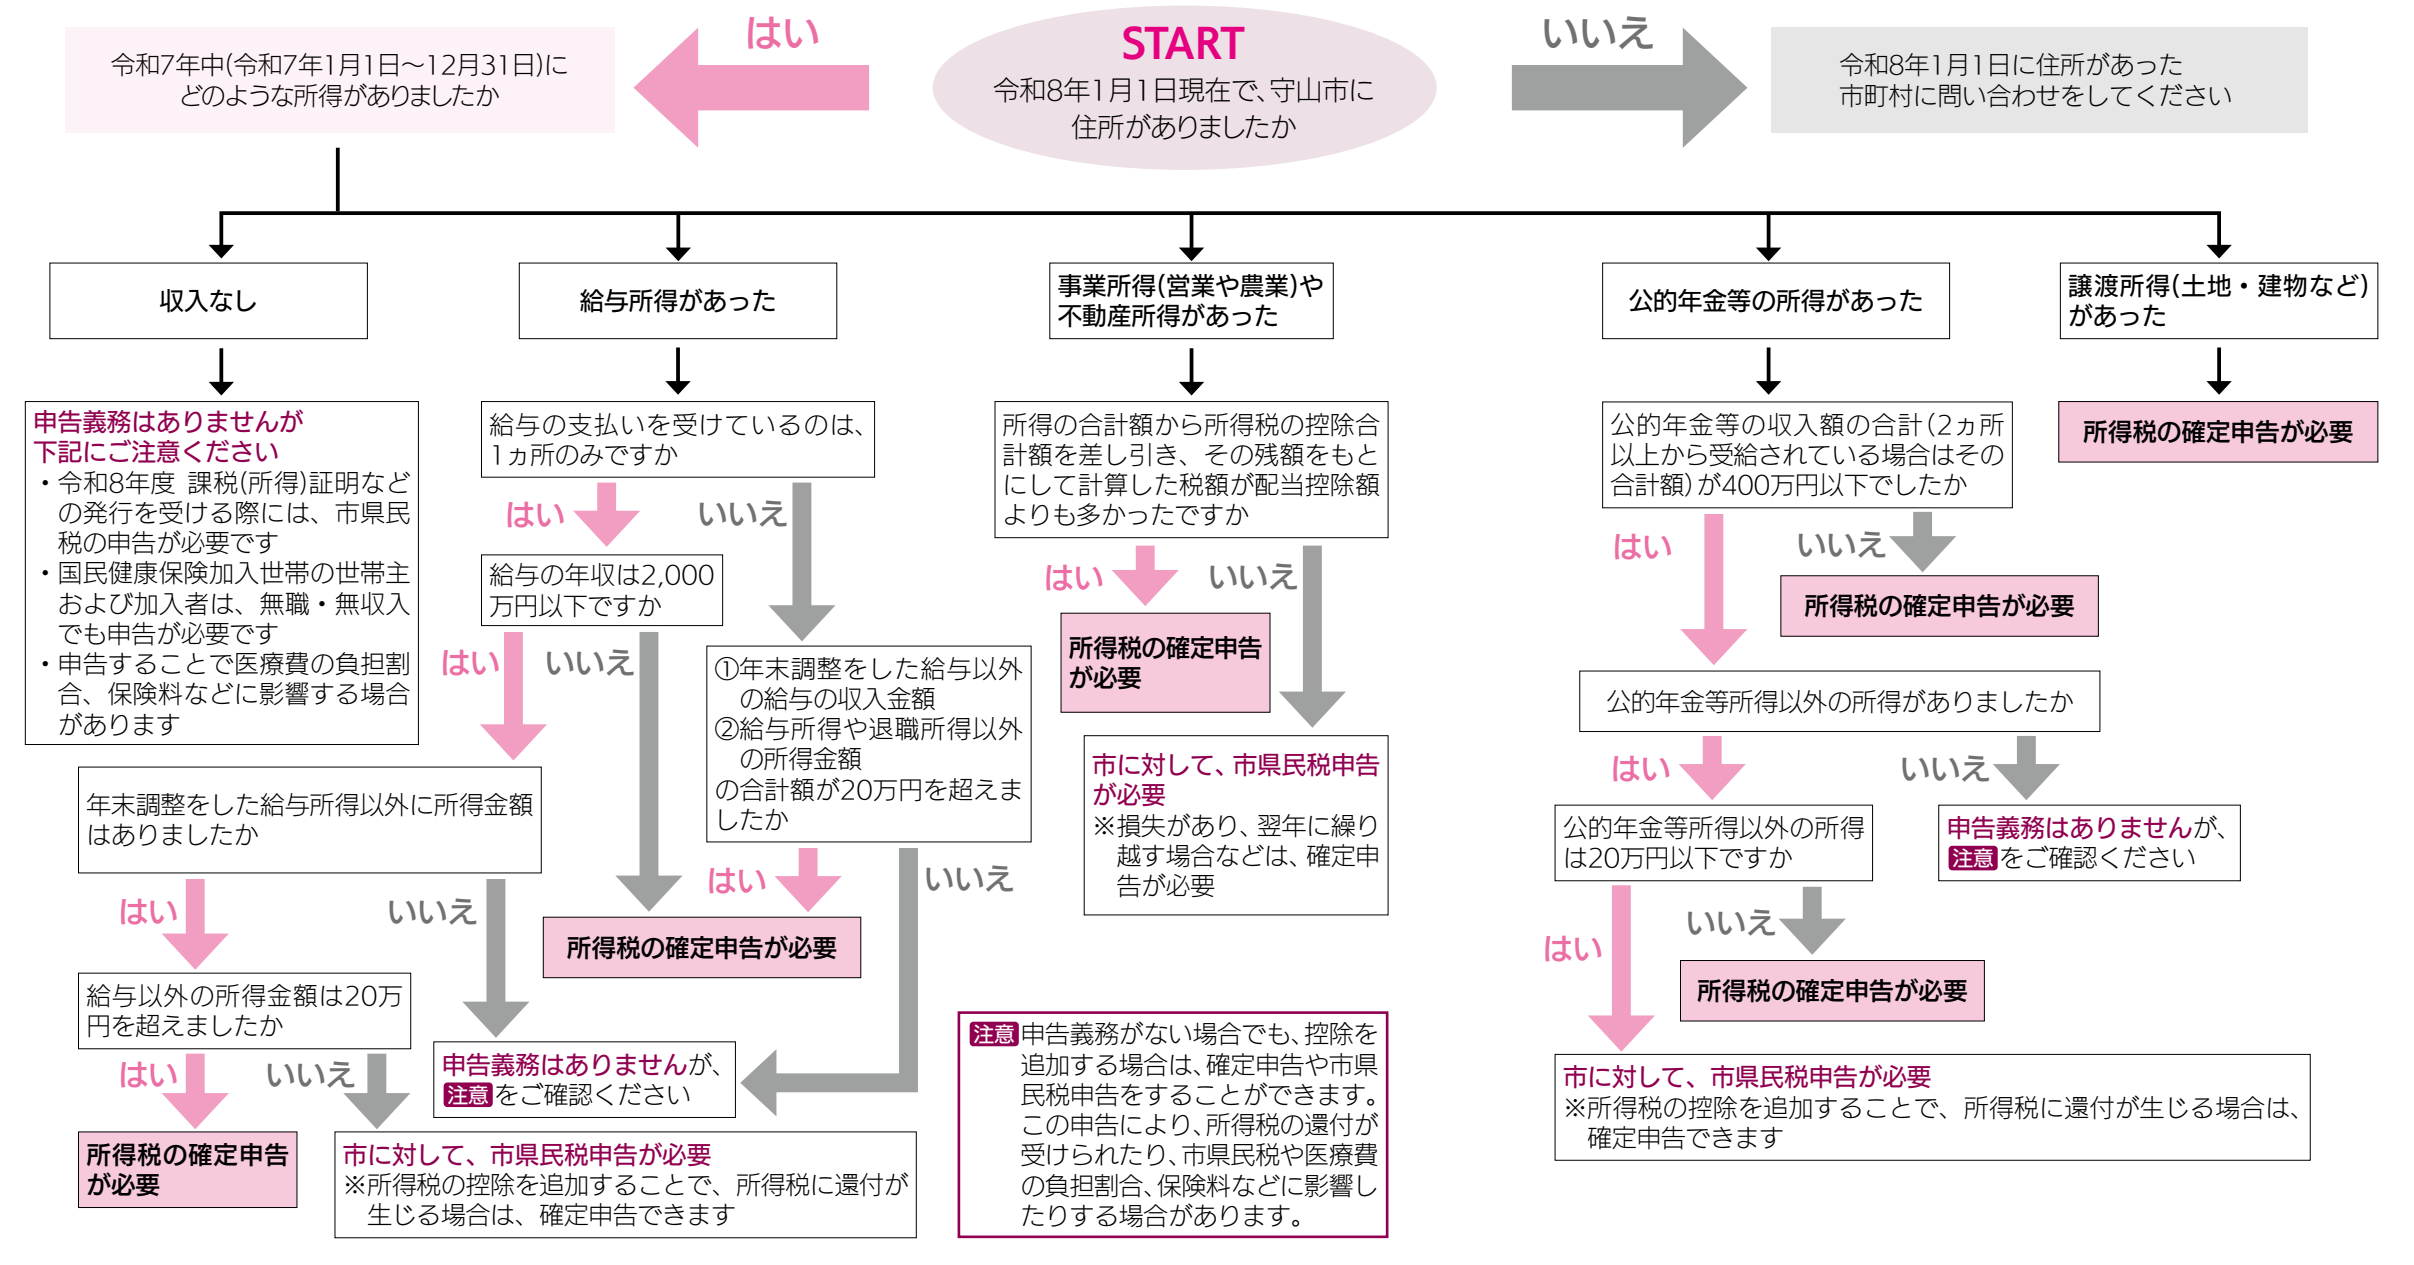 START
令和8年1月1日現在で、守山市に
住所がありましたか
はい
いいえ
令和7年中(令和7年1月1日〜12月31日)に
どのような所得がありましたか
令和8年1月1日に住所があった
市町村に問い合わせをしてください
収入なし
申告義務はありませんが
下記にご注意ください
・令和8年度 課税(所得)証明など
の発行を受ける際には、市県民
税の申告が必要です
・国民健康保険加入世帯の世帯主
および加入者は、無職・無収入
でも申告が必要です
・申告することで医療費の負担割
合、保険料などに影響する場合
があります
給与所得があった
給与の支払いを受けているのは、
1ヵ所のみですか
はい
いいえ
給与の年収は2,000
万円以下ですか
はい
いいえ
①年末調整をした給与以外
の給与の収入金額
②給与所得や退職所得以外
の所得金額
の合計額が20万円を超えま
したか
はい
いいえ
所得税の確定申告が必要
年末調整をした給与所得以外に所得金額
はありましたか
はい
いいえ
給与以外の所得金額は20万
円を超えましたか
はい
いいえ
申告義務はありませんが、
注意をご確認ください
所得税の確定申告
が必要
市に対して、市県民税申告が必要
※所得税の控除を追加することで、所得税に還付が
生じる場合は、確定申告できます
事業所得(営業や農業)や
不動産所得があった
所得の合計額から所得税の控除合
計額を差し引き、その残額をもと
にして計算した税額が配当控除額
よりも多かったですか
はい
いいえ
所得税の確定申告
が必要
市に対して、市県民税申告
が必要
※損失があり、翌年に繰り
越す場合などは、確定申
告が必要
注意 申告義務がない場合でも、控除を
追加する場合は、確定申告や市県
民税申告をすることができます。
この申告により、所得税の還付が
受けられたり、市県民税や医療費
の負担割合、保険料などに影響し
たりする場合があります。
公的年金等の所得があった
公的年金等の収入額の合計(2ヵ所
以上から受給されている場合はその
合計額)が400万円以下でしたか
はい
いいえ
所得税の確定申告が必要
公的年金等所得以外の所得がありましたか
はい
いいえ
公的年金等所得以外の所得
は20万円以下ですか
申告義務はありませんが、
注意をご確認ください
はい
いいえ
所得税の確定申告が必要
市に対して、市県民税申告が必要
※所得税の控除を追加することで、所得税に還付が生じる場合は、
確定申告できます
譲渡所得(土地・建物など)
があった
所得税の確定申告が必要